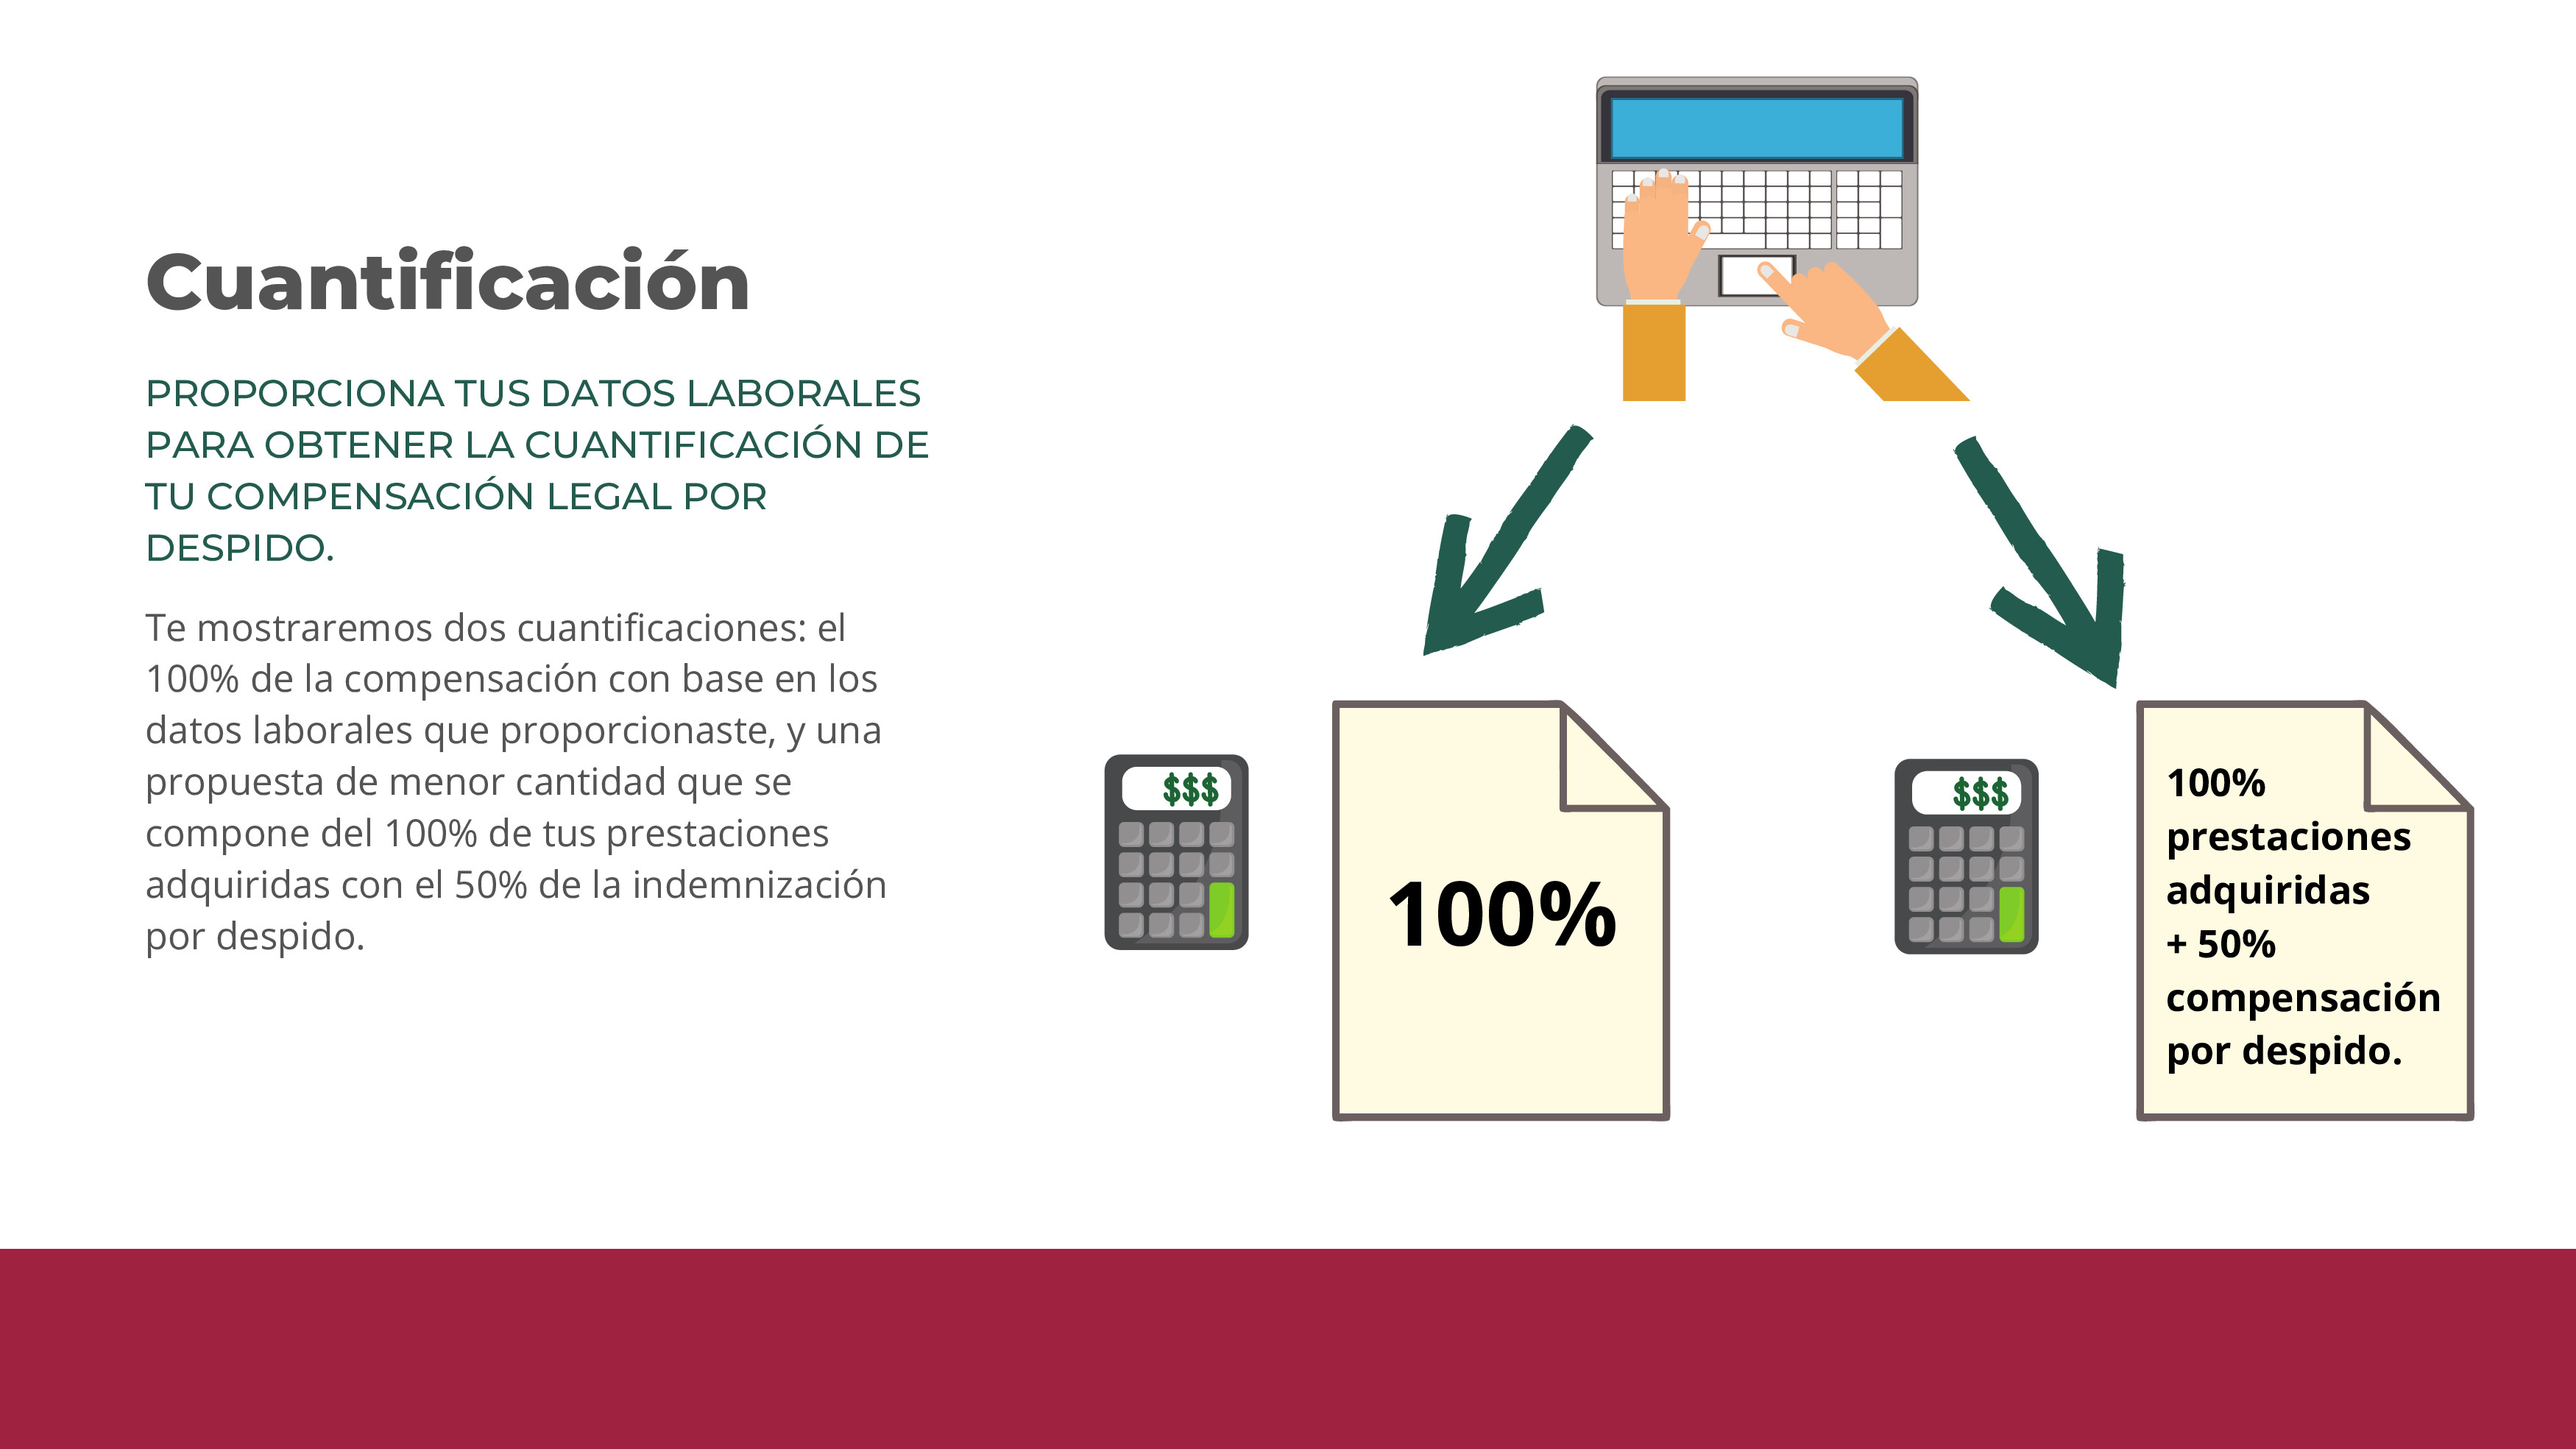 Cuantificación
PROPORCIONA TUS DATOS LABORALES
PARA OBTENER LA CUANTIFICACIÓN DE
TU COMPENSACIÓN LEGAL POR
DESPIDO.
Te mostraremos dos cuantificaciones: el
100% de la compensación con base en los
datos laborales que proporcionaste, y una
propuesta de menor cantidad que se
compone del 100% de tus prestaciones
adquiridas con el 50% de la indemnización
por despido.
$$$
100%
$$$
100%
prestaciones
adquiridas
+ 50%
compensación
por despido.